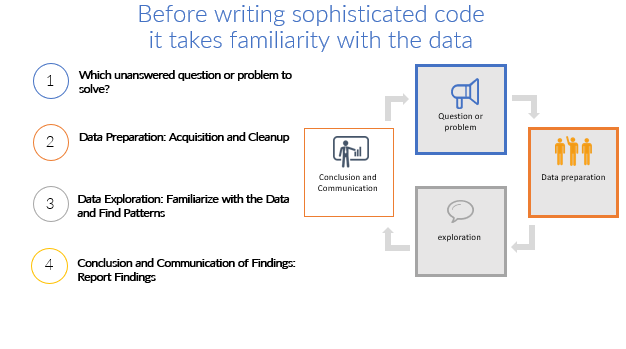 Before writing sophisticated code
it takes familiarity with the data
1
Which unanswered question or problem to
solve?
2
Data Preparation: Acquisition and Cleanup
3
Data Exploration: Familiarize with the Data
and Find Patterns
4
Conclusion and Communication of Findings:
Report Findings
Question or
problem
Data preparation
exploration
Conclusion and
Communication